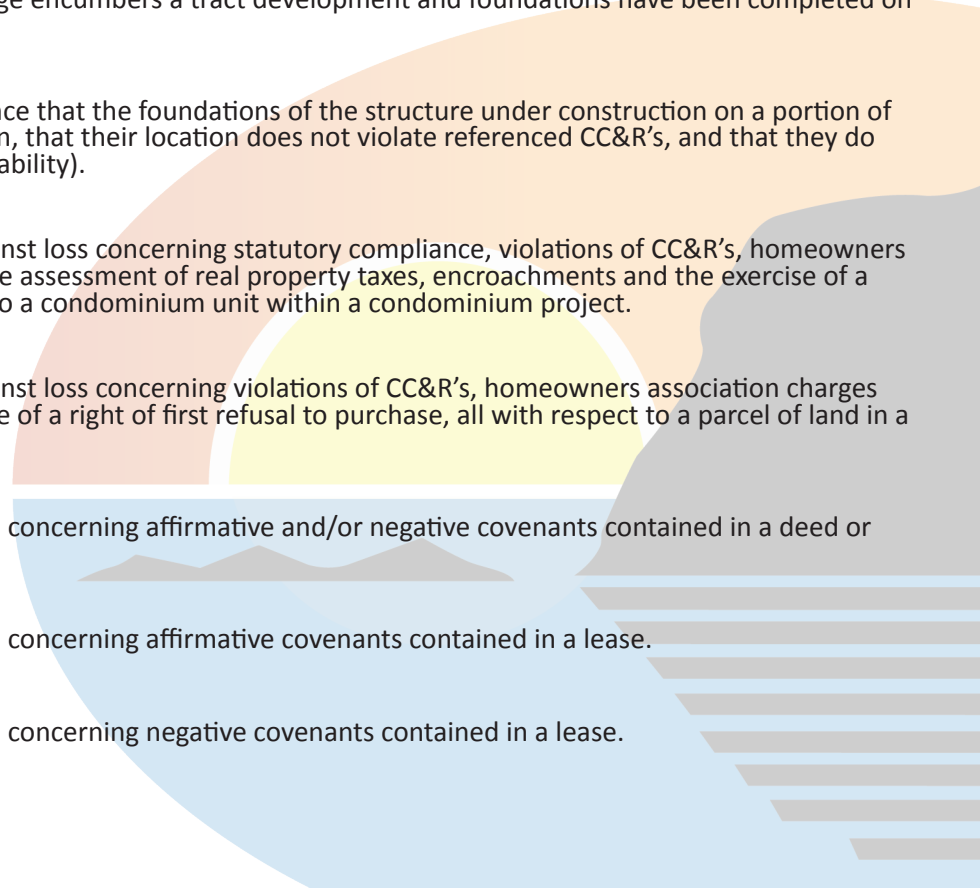 ge encumbers a tract development and foundations have been completed on
ce that the foundations of the structure under construction on a portion of
n, that their location does not violate referenced CC&R’s, and that they do
ability).
nst loss concerning statutory compliance, violations of CC&R’s, homeowners
e assessment of real property taxes, encroachments and the exercise of a
o a condominium unit within a condominium project.
nst loss concerning violations of CC&R’s, homeowners association charges
e of a right of first refusal to purchase, all with respect to a parcel of land in a
concerning affirmative and/or negative covenants contained in a deed or
concerning affirmative covenants contained in a lease.
concerning negative covenants contained in a lease.